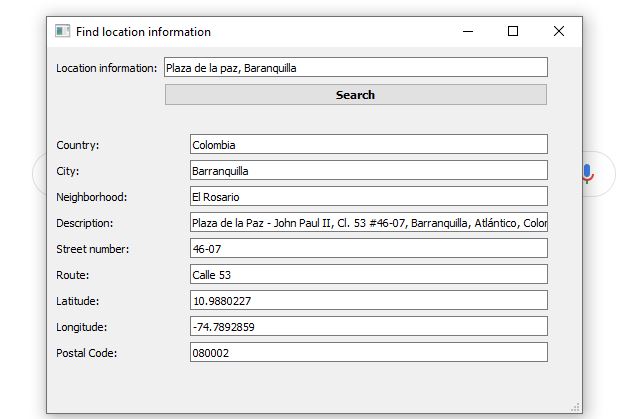 Find location information
Location information: Plaza de la paz, Baranquilla
Search
Country: Colombia
City: Barranquilla
Neighborhood: El Rosario
Description: Plaza de la Paz - John Paul II, Cl. 53 #46-07, Barranquilla, Atlántico, Color
Street number: 46-07
Route: Calle 53
Latitude: 10.9880227
Longitude: -74.7892859
Postal Code: 080002